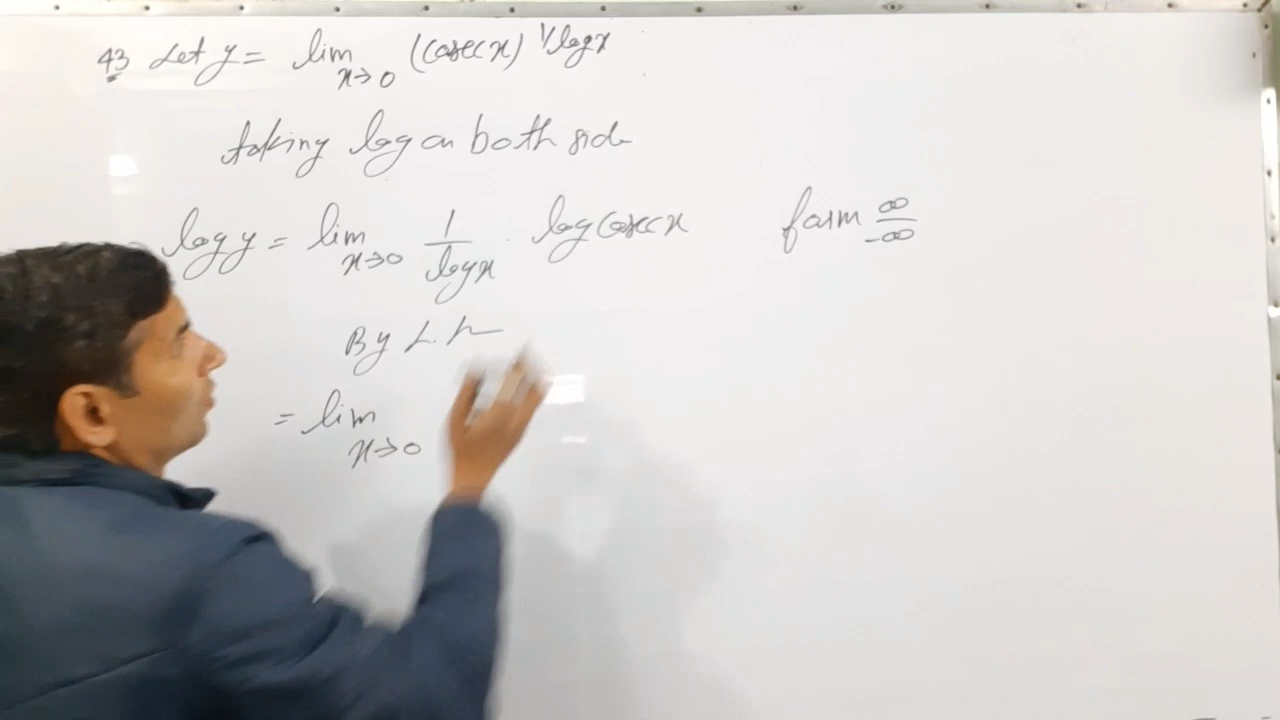 43 Let y = lim x→0 (cosec x)^1/log x
taking log on both side
log y = lim x→0 1/log x . log cosec x form ∞/-∞
By L.H
= lim x→0